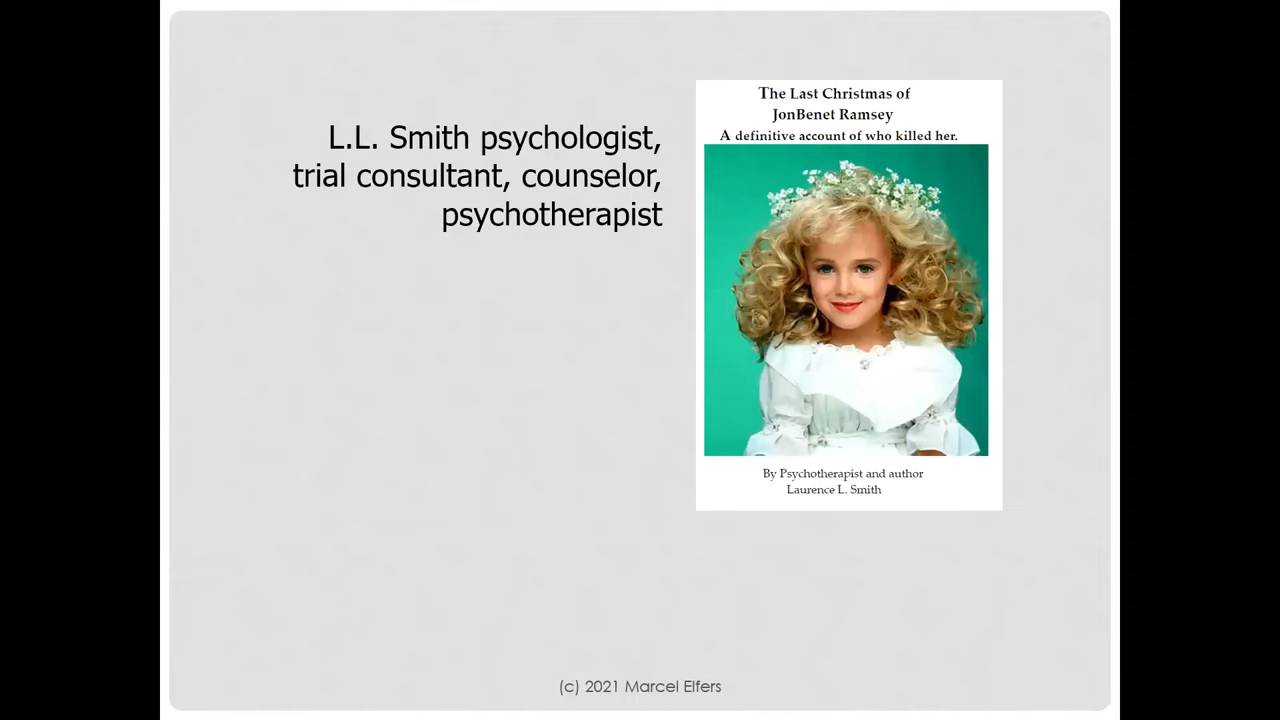 L.L. Smith psychologist,
trial consultant, counselor,
psychotherapist
The Last Christmas of
JonBenet Ramsey
A definitive account of who killed her.
By Psychotherapist and author
Laurence L. Smith
(c) 2021 Marcel Elfers